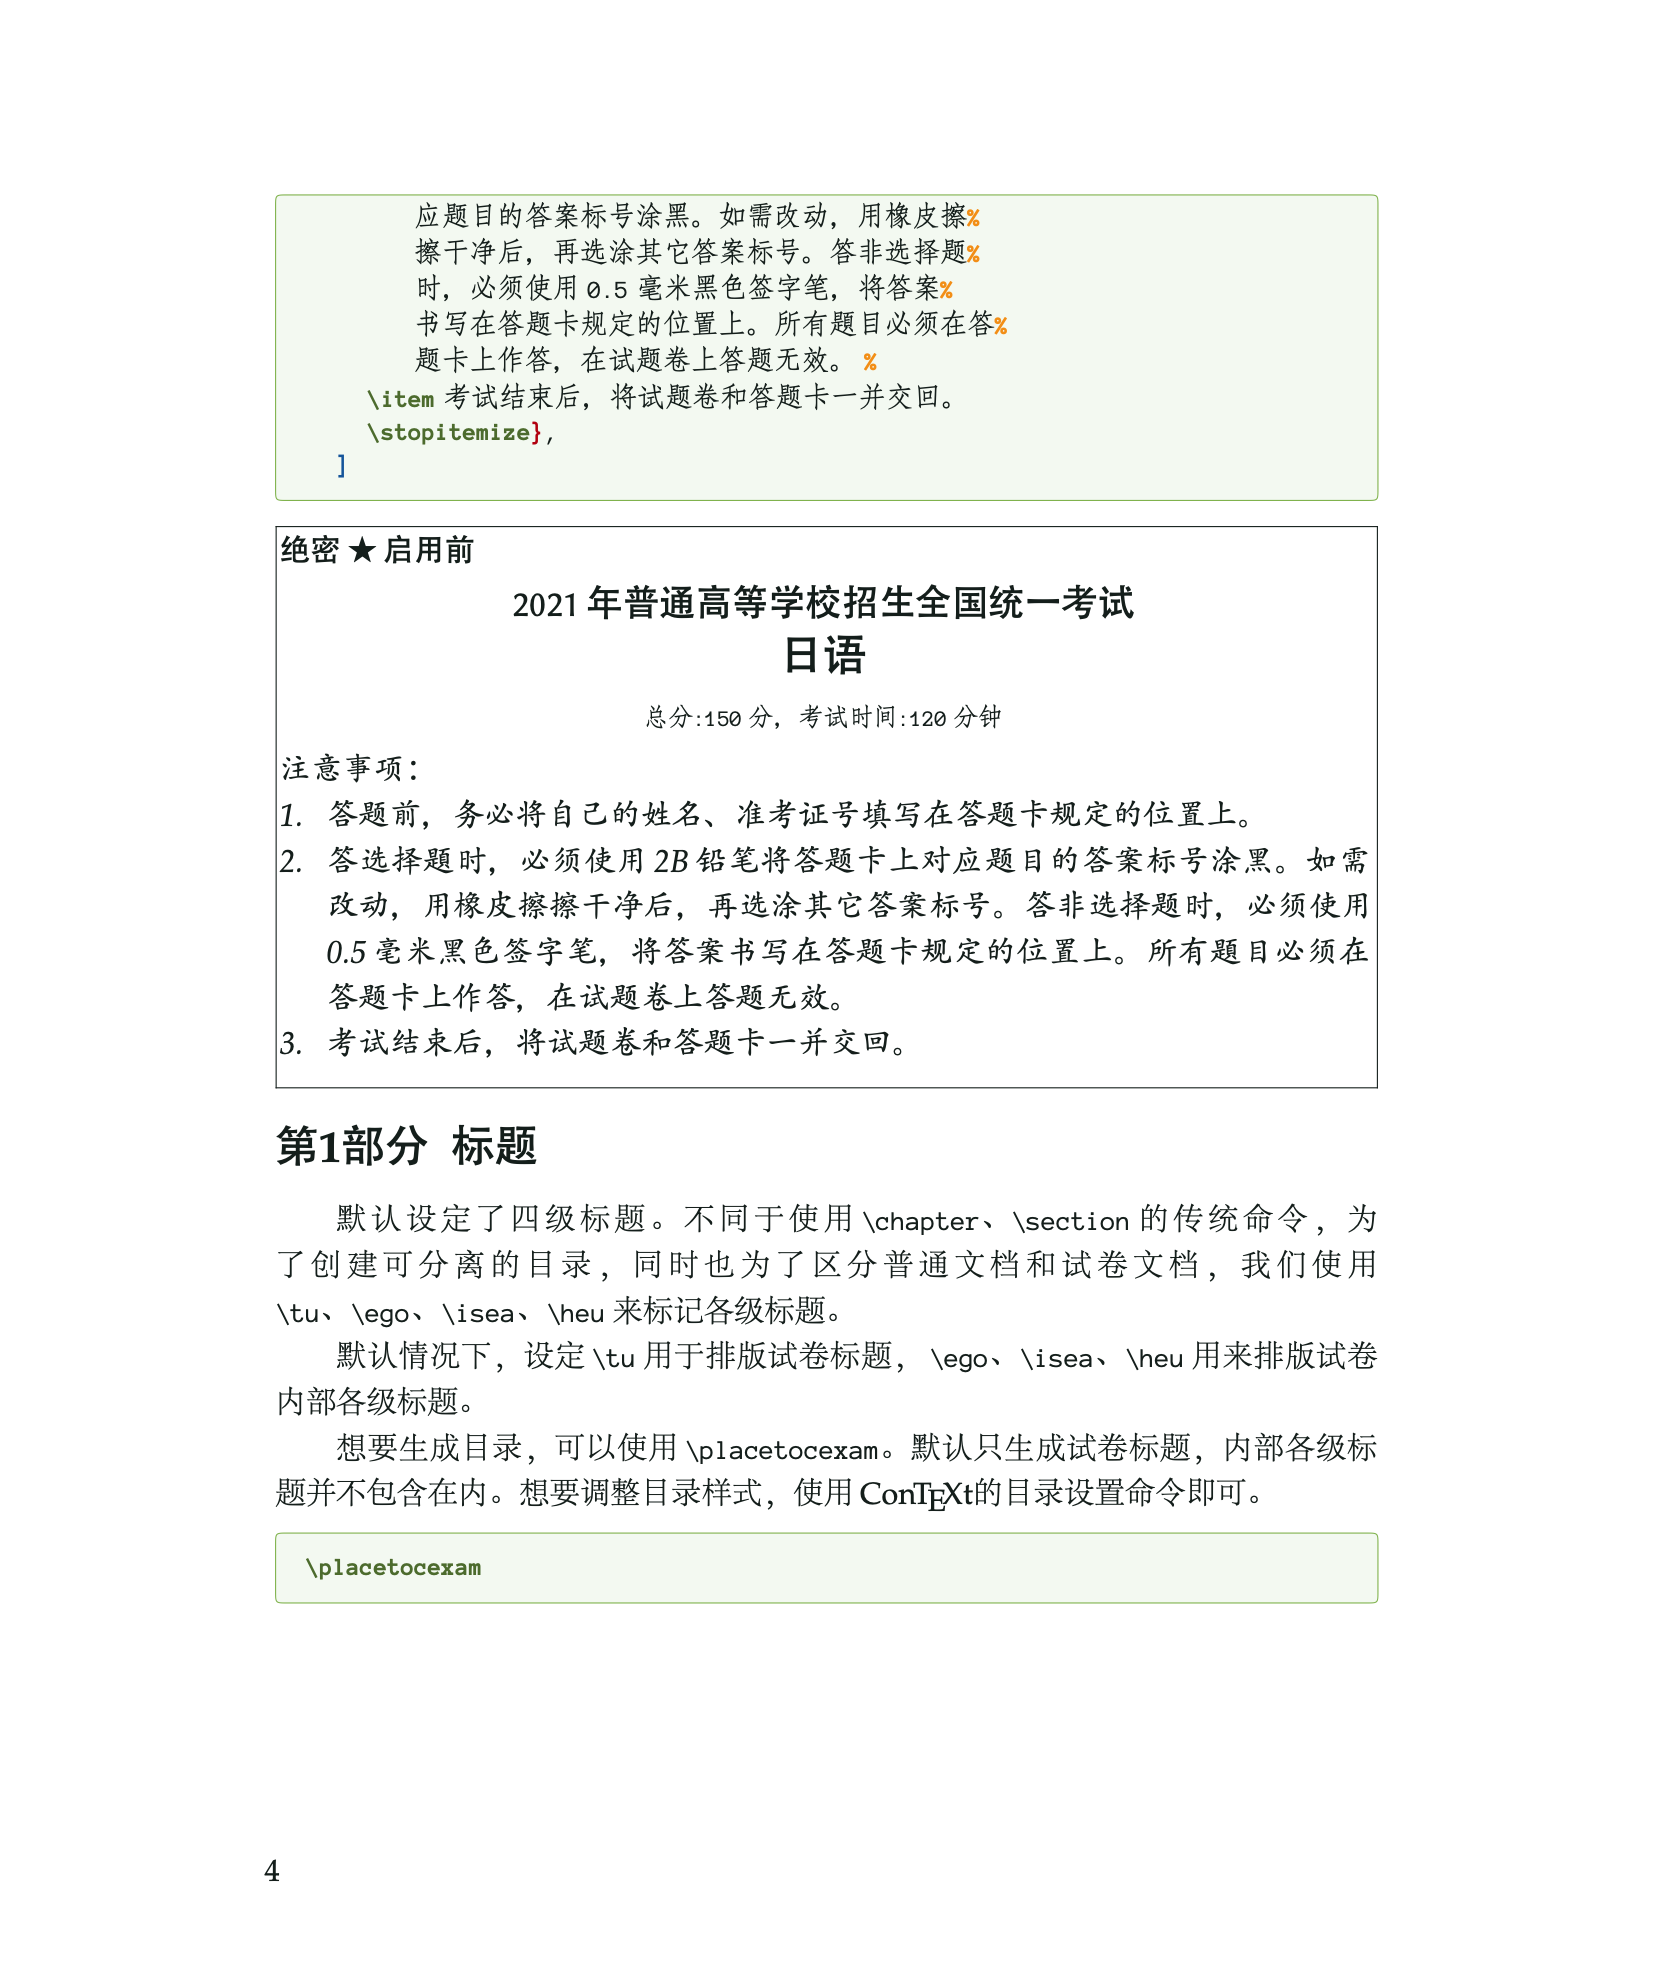 应题目的答案标号涂黑。如需改动，用橡皮擦%
擦干净后，再选涂其它答案标号。答非选择题%
时，必须使用 0.5 毫米黑色签字笔，将答案%
书写在答题卡规定的位置上。所有題目必须在答%
题卡上作答，在试题卷上答题无效。 %
\item 考试结束后，将试题卷和答题卡一并交回。
\stopitemize},
]
绝密 ★ 启用前
2021 年普通高等学校招生全国统一考试
日语
总分:150 分，考试时间:120 分钟
注意事项：
1. 答题前，务必将自己的姓名、准考证号填写在答题卡规定的位置上。
2. 答选择题时，必须使用 2B 铅笔将答题卡上对应题目的答案标号涂黑。如需
改动，用橡皮擦擦干净后，再选涂其它答案标号。答非选择题时，必须使用
0.5 毫米黑色签字笔，将答案书写在答题卡规定的位置上。所有題目必须在
答题卡上作答，在试题卷上答题无效。
3. 考试结束后，将试题卷和答题卡一并交回。
第1部分 标题
默认设定了四级标题。不同于使用 \chapter、\section 的传统命令，为
了创建可分离的目录，同时也为了区分普通文档和试卷文档，我们使用
\tu、\ego、\isea、\heu 来标记各级标题。
默认情况下，设定 \tu 用于排版试卷标题， \ego、\isea、\heu 用来排版试卷
内部各级标题。
想要生成目录，可以使用 \placetocexam。默认只生成试卷标题，内部各级标
题并不包含在内。想要调整目录样式，使用 ConTEXt的目录设置命令即可。
\placetocexam
4